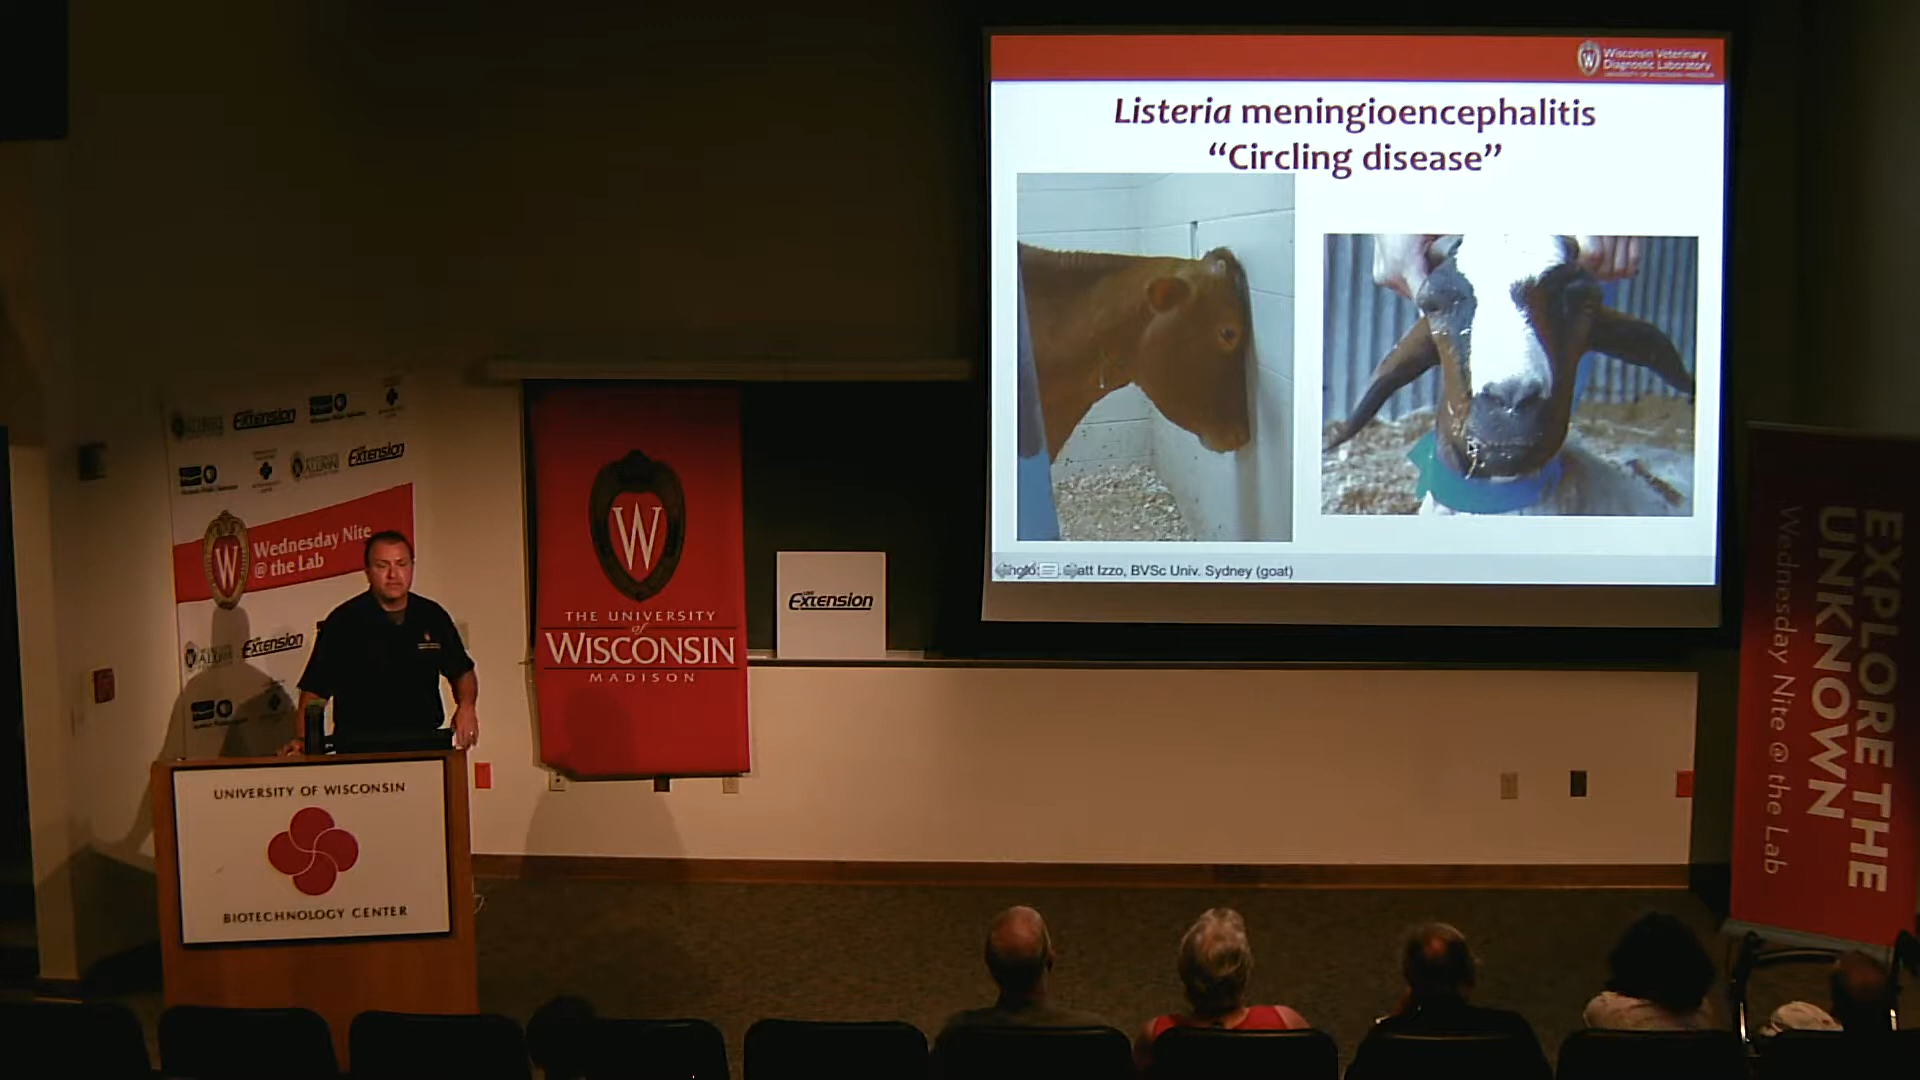 Wisconsin Veterinary
Diagnostic Laboratory
Listeria meningioencephalitis
“Circling disease”
att Izzo, BVSc Univ. Sydney (goat)
Extension
ALUMNI
Extension
Wednesday Nite
@ the Lab
W
Extension
W
THE UNIVERSITY
of
WISCONSIN
MADISON
Extension
UNIVERSITY OF WISCONSIN
BIOTECHNOLOGY CENTER
EXPLORE THE
UNKNOWN
Wednesday Nite @ the Lab